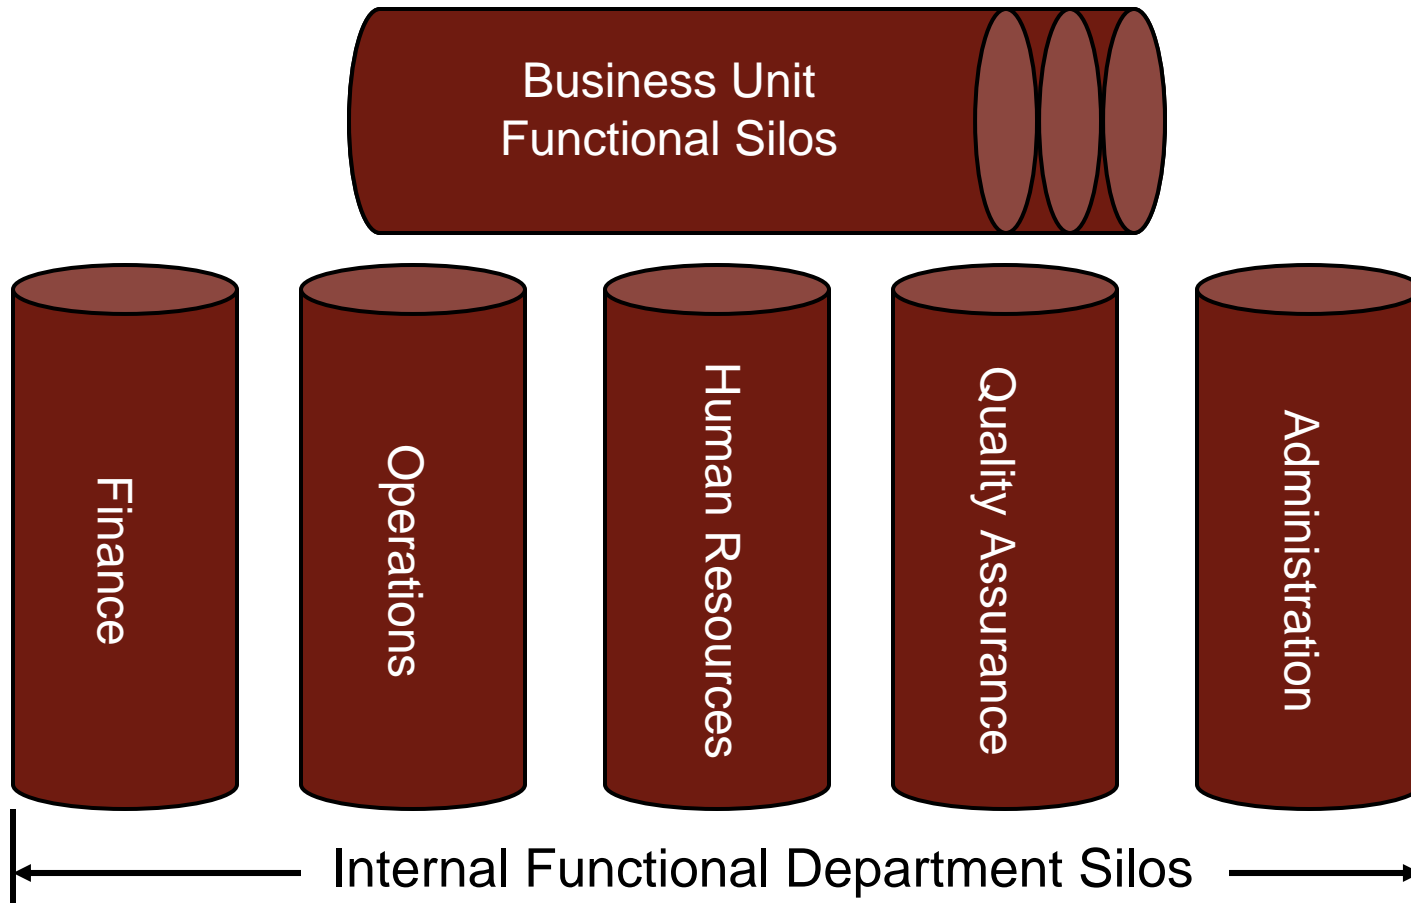 Business Unit
Functional Silos
Finance
Operations
Human Resources
Quality Assurance
Administration
Internal Functional Department Silos